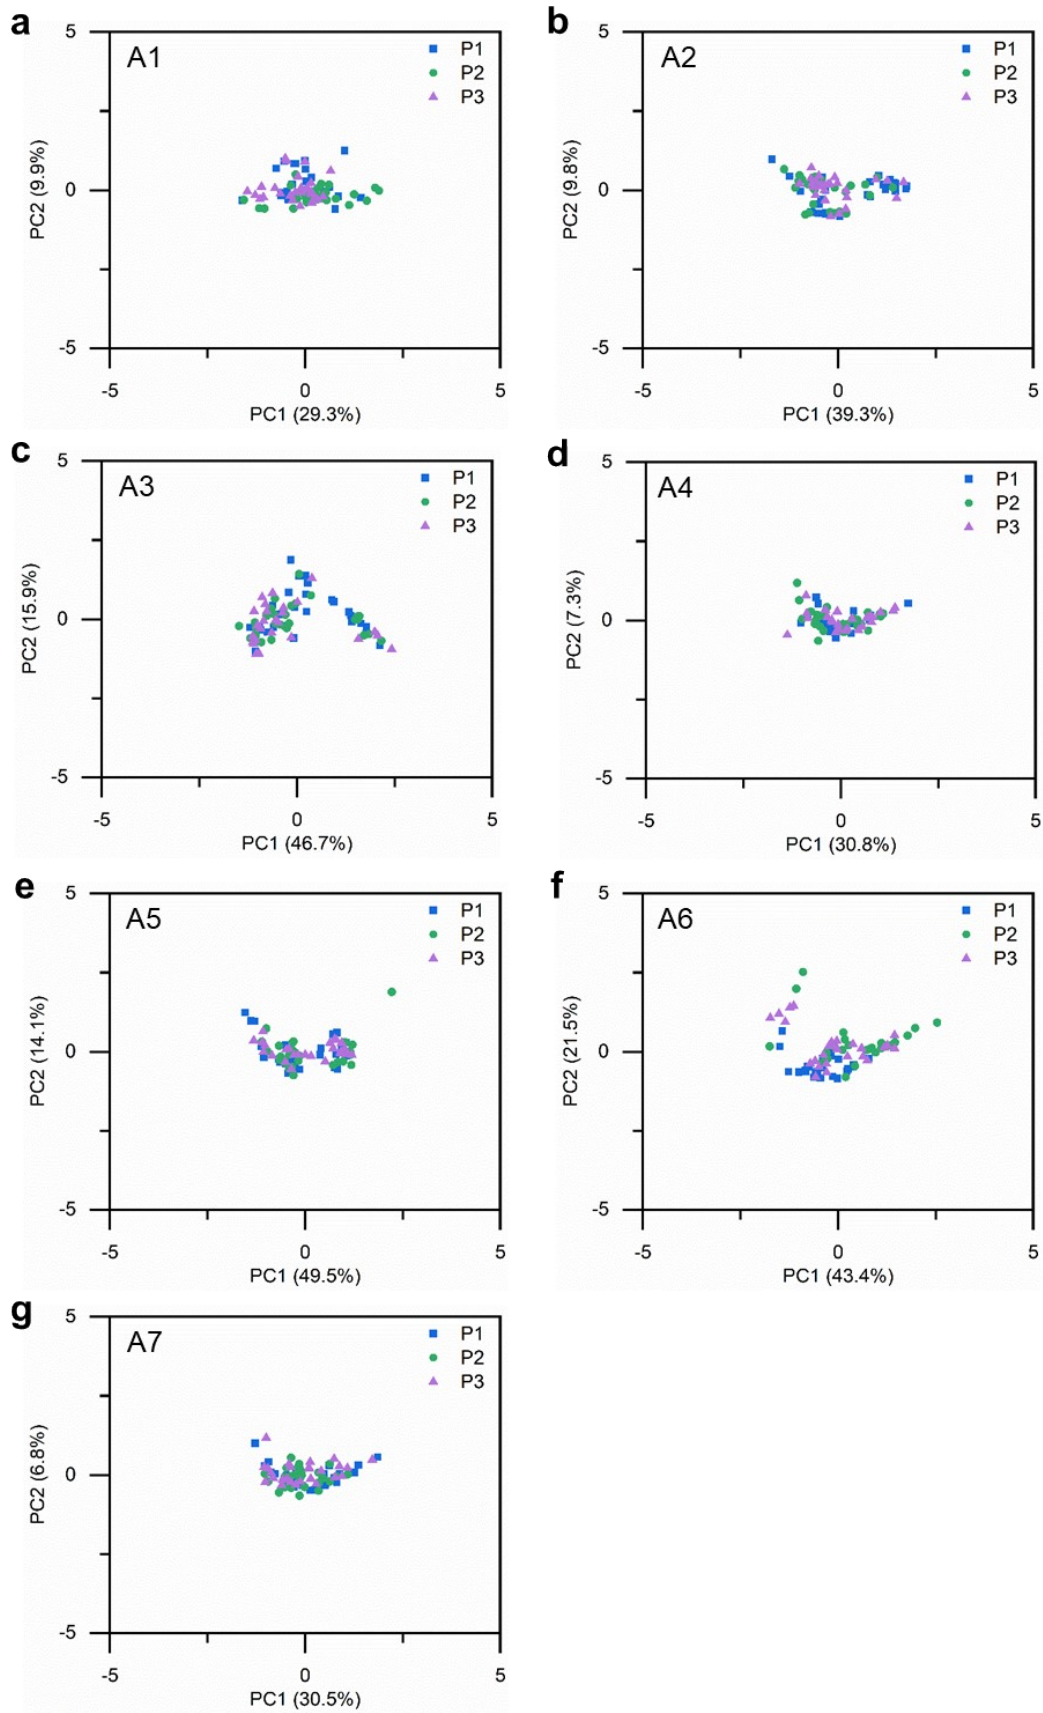 a
b
5
A1
P1
P2
P3
PC2 (9.9%)
0
-5
-5
0
5
PC1 (29.3%)
5
A2
P1
P2
P3
PC2 (9.8%)
0
-5
-5
0
5
PC1 (39.3%)
c
d
5
A3
P1
P2
P3
PC2 (15.9%)
0
-5
-5
0
5
PC1 (46.7%)
5
A4
P1
P2
P3
PC2 (7.3%)
0
-5
-5
0
5
PC1 (30.8%)
e
f
5
A5
P1
P2
P3
PC2 (14.1%)
0
-5
-5
0
5
PC1 (49.5%)
5
A6
P1
P2
P3
PC2 (21.5%)
0
-5
-5
0
5
PC1 (43.4%)
g
5
A7
P1
P2
P3
PC2 (6.8%)
0
-5
-5
0
5
PC1 (30.5%)